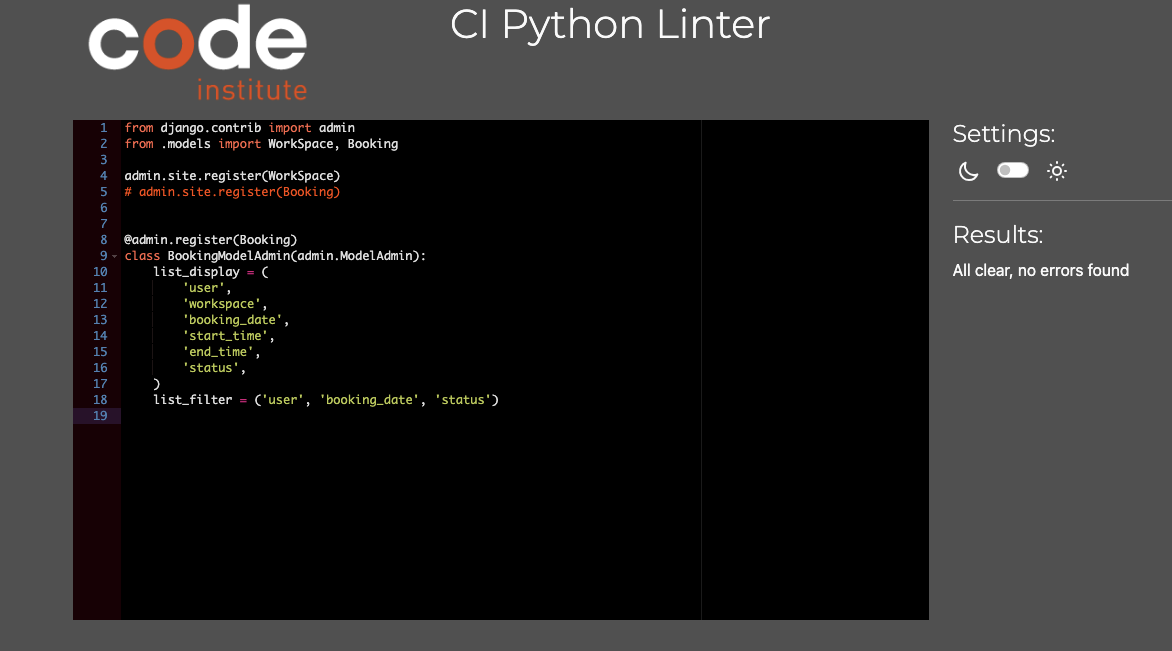 code
institute
CI Python Linter
1 from django.contrib import admin
2 from .models import WorkSpace, Booking
3
4 admin.site.register(WorkSpace)
5 # admin.site.register(Booking)
6
7
8 @admin.register(Booking)
9 class BookingModelAdmin(admin.ModelAdmin):
10     list_display = (
11         'user',
12         'workspace',
13         'booking_date',
14         'start_time',
15         'end_time',
16         'status',
17     )
18     list_filter = ('user', 'booking_date', 'status')
19
Settings:
Results:
All clear, no errors found